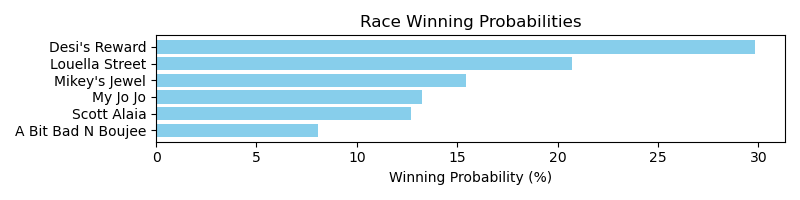 Race Winning Probabilities
Desi's Reward
Louella Street
Mikey's Jewel
My Jo Jo
Scott Alaia
A Bit Bad N Boujee
0 5 10 15 20 25 30
Winning Probability (%)